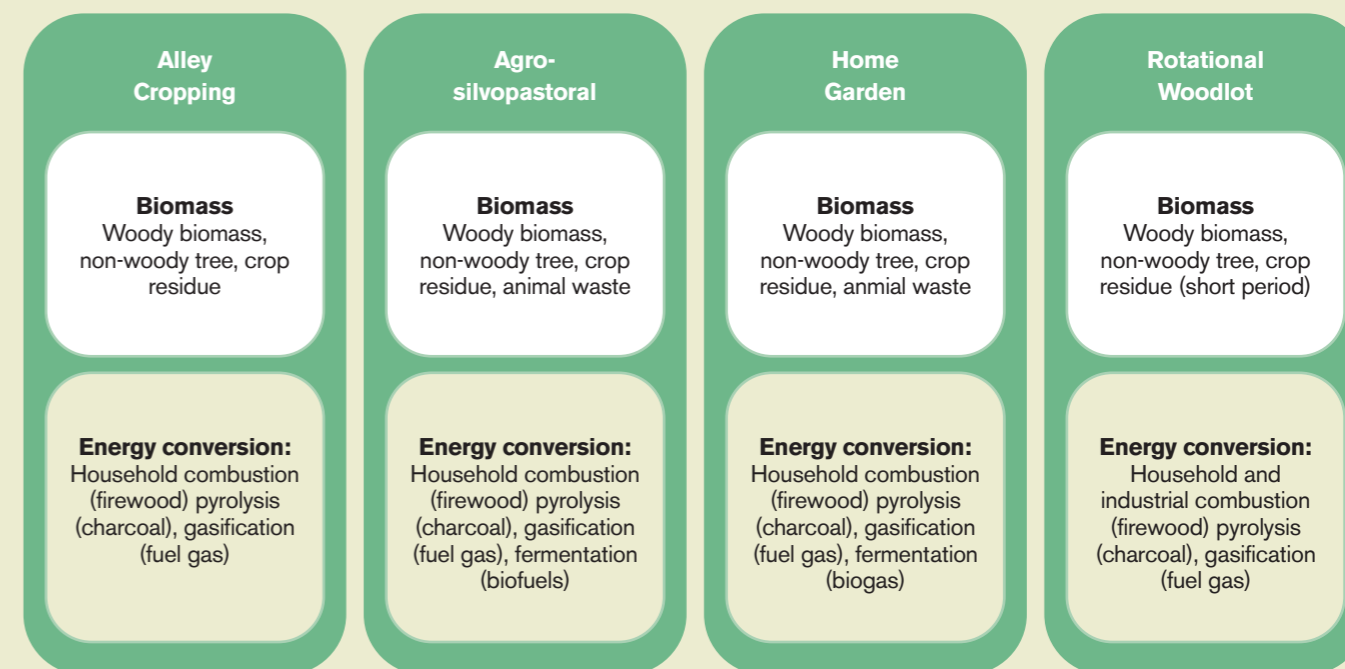 Alley
Cropping
Biomass
Woody biomass,
non-woody tree, crop
residue
Energy conversion:
Household combustion
(firewood) pyrolysis
(charcoal), gasification
(fuel gas)
Agro-
silvopastoral
Biomass
Woody biomass,
non-woody tree, crop
residue, animal waste
Energy conversion:
Household combustion
(firewood) pyrolysis
(charcoal), gasification
(fuel gas), fermentation
(biofuels)
Home
Garden
Biomass
Woody biomass,
non-woody tree, crop
residue, anmial waste
Energy conversion:
Household combustion
(firewood) pyrolysis
(charcoal), gasification
(fuel gas), fermentation
(biogas)
Rotational
Woodlot
Biomass
Woody biomass,
non-woody tree, crop
residue (short period)
Energy conversion:
Household and
industrial combustion
(firewood) pyrolysis
(charcoal), gasification
(fuel gas)